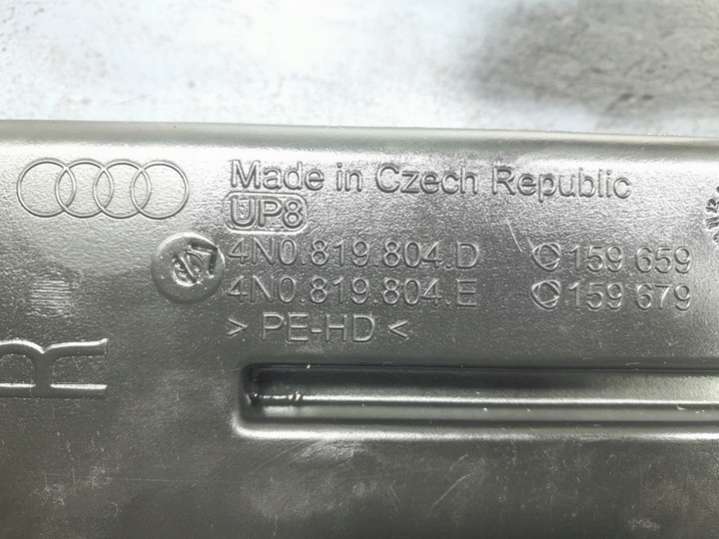 Made in Czech Republic
UP8
4N0.819.804.D 159 659
4N0.819.804.E 159 679
> PE-HD <
R